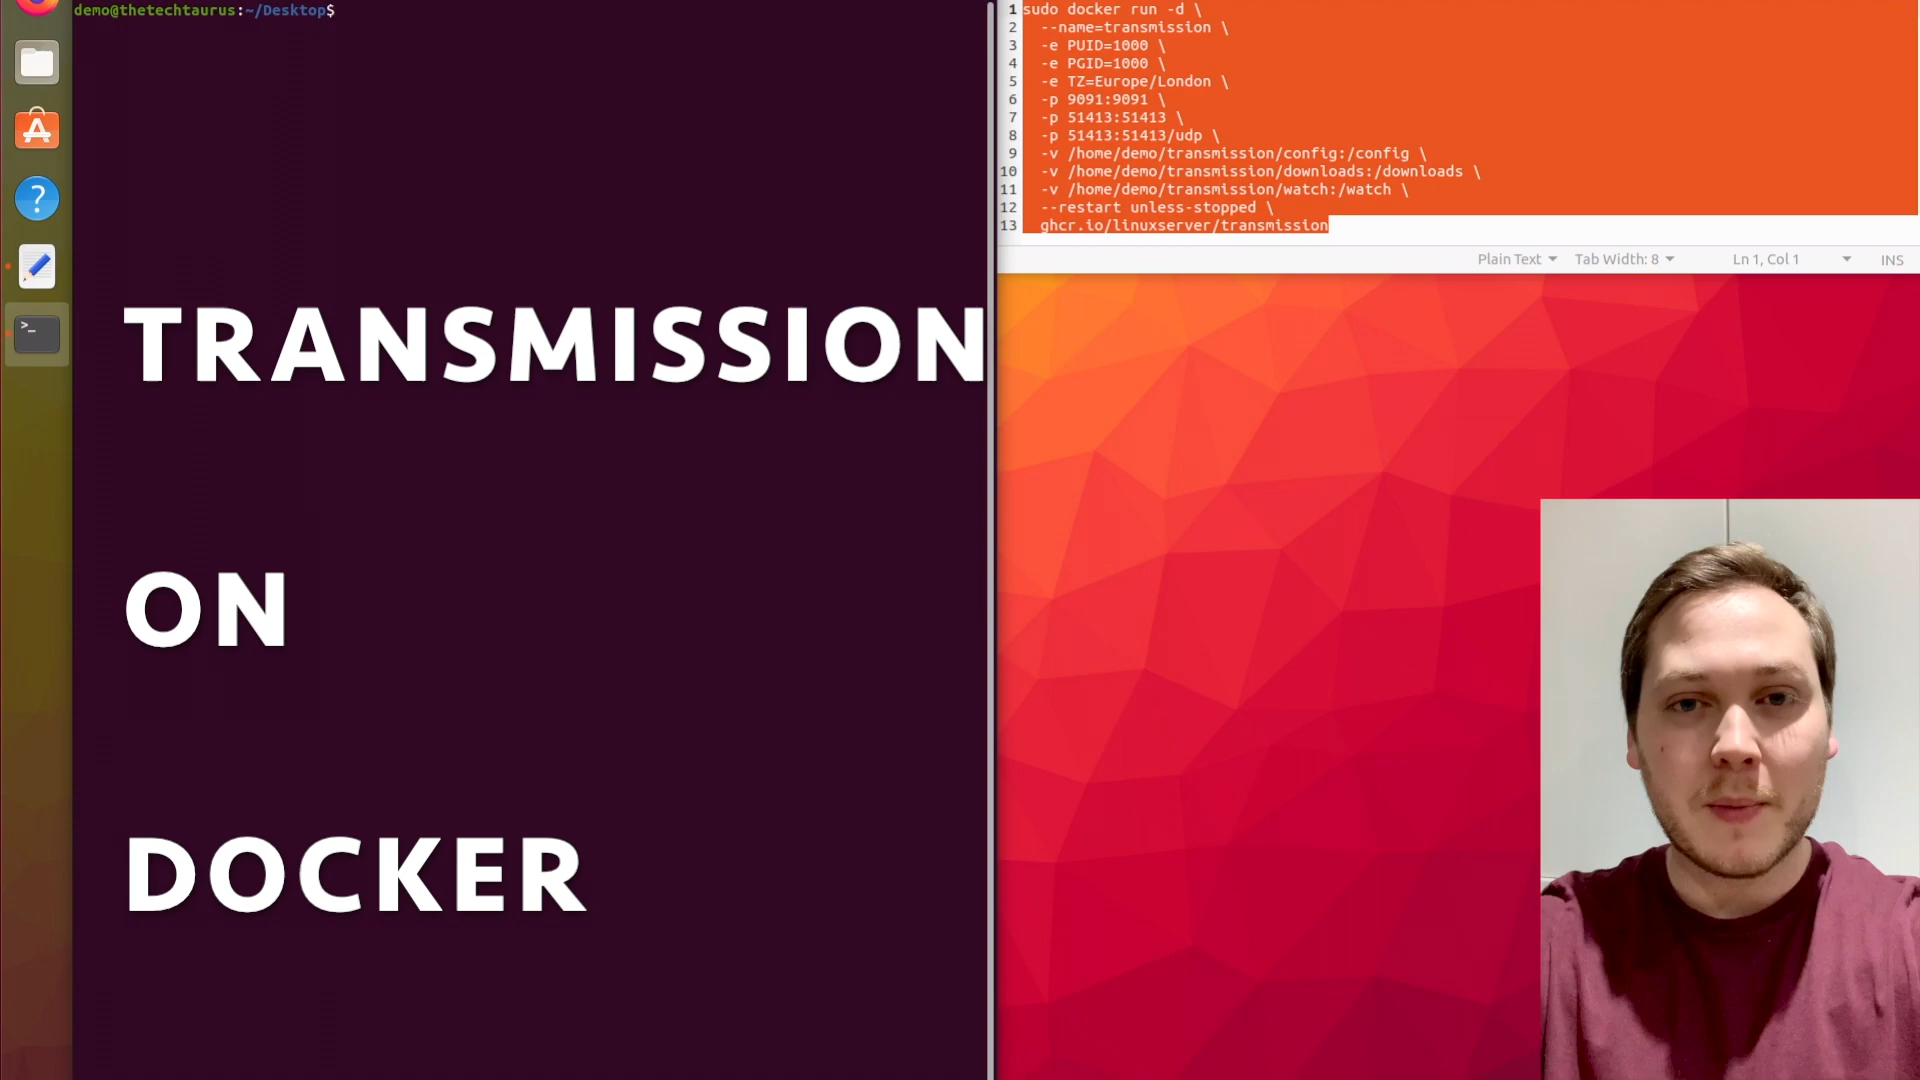 demo@thetechtaurus:~/Desktop$
TRANSMISSION
ON
DOCKER
1 sudo docker run -d \
2   --name=transmission \
3   -e PUID=1000 \
4   -e PGID=1000 \
5   -e TZ=Europe/London \
6   -p 9091:9091 \
7   -p 51413:51413 \
8   -p 51413:51413/udp \
9   -v /home/demo/transmission/config:/config \
10   -v /home/demo/transmission/downloads:/downloads \
11   -v /home/demo/transmission/watch:/watch \
12   --restart unless-stopped \
13   ghcr.io/linuxserver/transmission
Plain Text Tab Width: 8 Ln 1, Col 1 INS